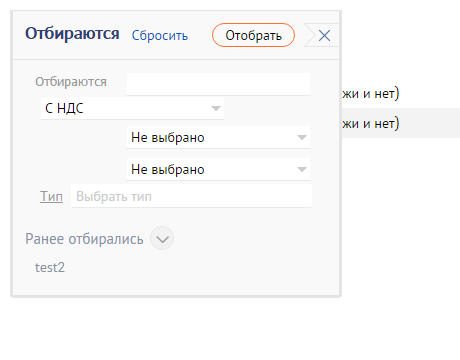 Отбираются Сбросить Отобрать
Отбираются
жи и нет)
С НДС
жи и нет)
Не выбрано
Не выбрано
Тип Выбрать тип
Ранее отбирались
test2